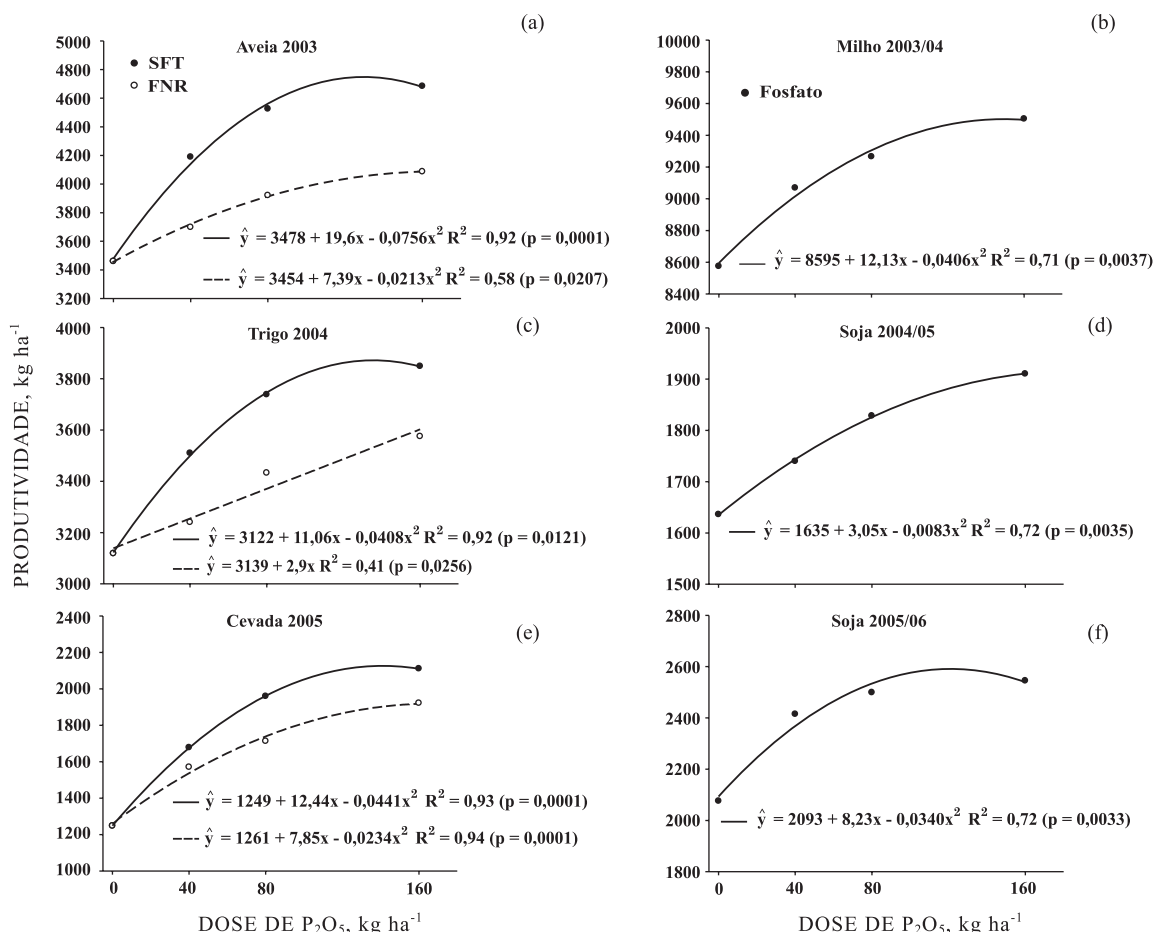 PRODUTIVIDADE, kg ha⁻¹
(a)
Aveia 2003
SFT
FNR
5000
4800
4600
4400
4200
4000
3800
3600
3400
3200
ŷ = 3478 + 19,6x - 0,0756x² R² = 0,92 (p = 0,0001)
ŷ = 3454 + 7,39x - 0,0213x² R² = 0,58 (p = 0,0207)
(b)
Milho 2003/04
Fosfato
10000
9800
9600
9400
9200
9000
8800
8600
8400
ŷ = 8595 + 12,13x - 0,0406x² R² = 0,71 (p = 0,0037)
(c)
Trigo 2004
4000
3800
3600
3400
3200
3000
ŷ = 3122 + 11,06x - 0,0408x² R² = 0,92 (p = 0,0121)
ŷ = 3139 + 2,9x R² = 0,41 (p = 0,0256)
(d)
Soja 2004/05
2000
1900
1800
1700
1600
1500
ŷ = 1635 + 3,05x - 0,0083x² R² = 0,72 (p = 0,0035)
(e)
Cevada 2005
2400
2200
2000
1800
1600
1400
1200
1000
ŷ = 1249 + 12,44x - 0,0441x² R² = 0,93 (p = 0,0001)
ŷ = 1261 + 7,85x - 0,0234x² R² = 0,94 (p = 0,0001)
0 40 80 160
DOSE DE P₂O₅, kg ha⁻¹
(f)
Soja 2005/06
2800
2600
2400
2200
2000
1800
ŷ = 2093 + 8,23x - 0,0340x² R² = 0,72 (p = 0,0033)
0 40 80 160
DOSE DE P₂O₅, kg ha⁻¹